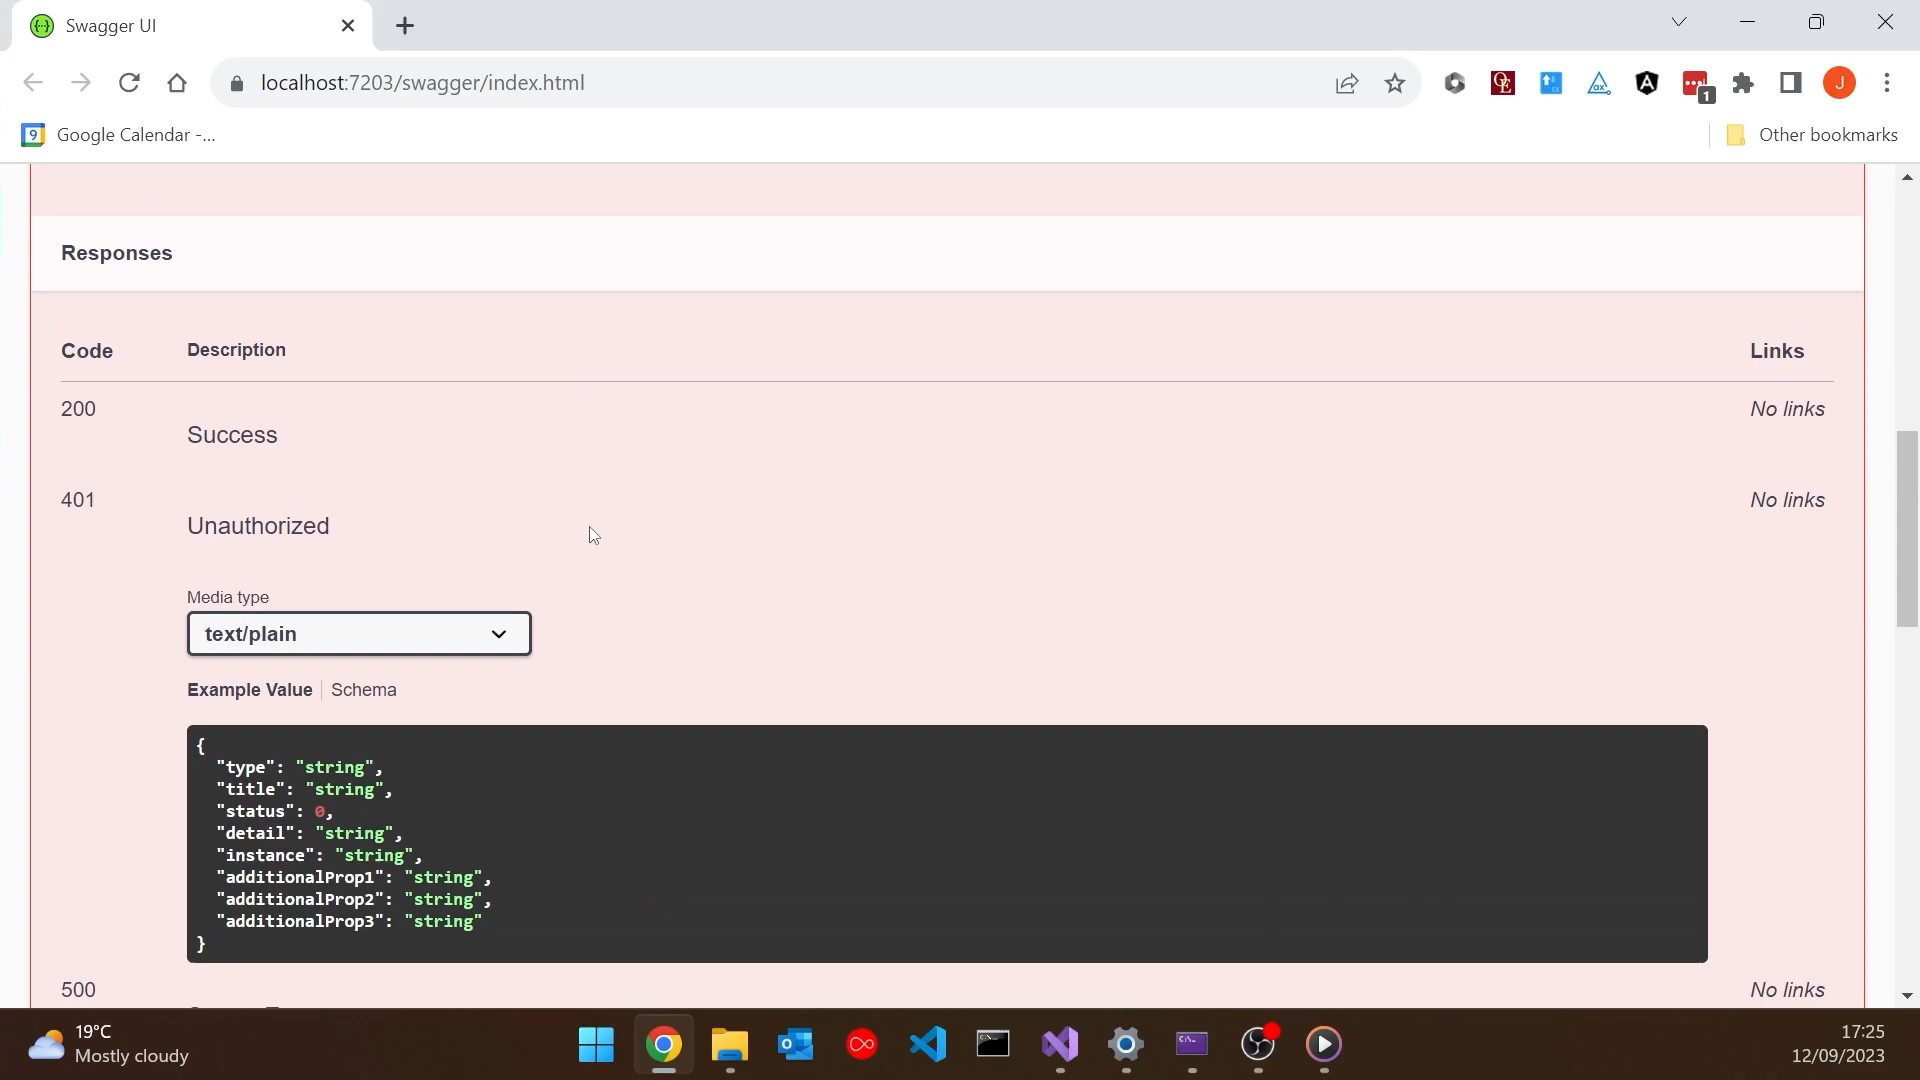 Swagger UI
localhost:7203/swagger/index.html
1
J
9 Google Calendar -...
Other bookmarks
Responses
Code Description Links
200 No links
Success
401 No links
Unauthorized
Media type
text/plain
Example Value Schema
{
"type": "string",
"title": "string",
"status": 0,
"detail": "string",
"instance": "string",
"additionalProp1": "string",
"additionalProp2": "string",
"additionalProp3": "string"
}
500 No links
19°C
Mostly cloudy
17:25
12/09/2023